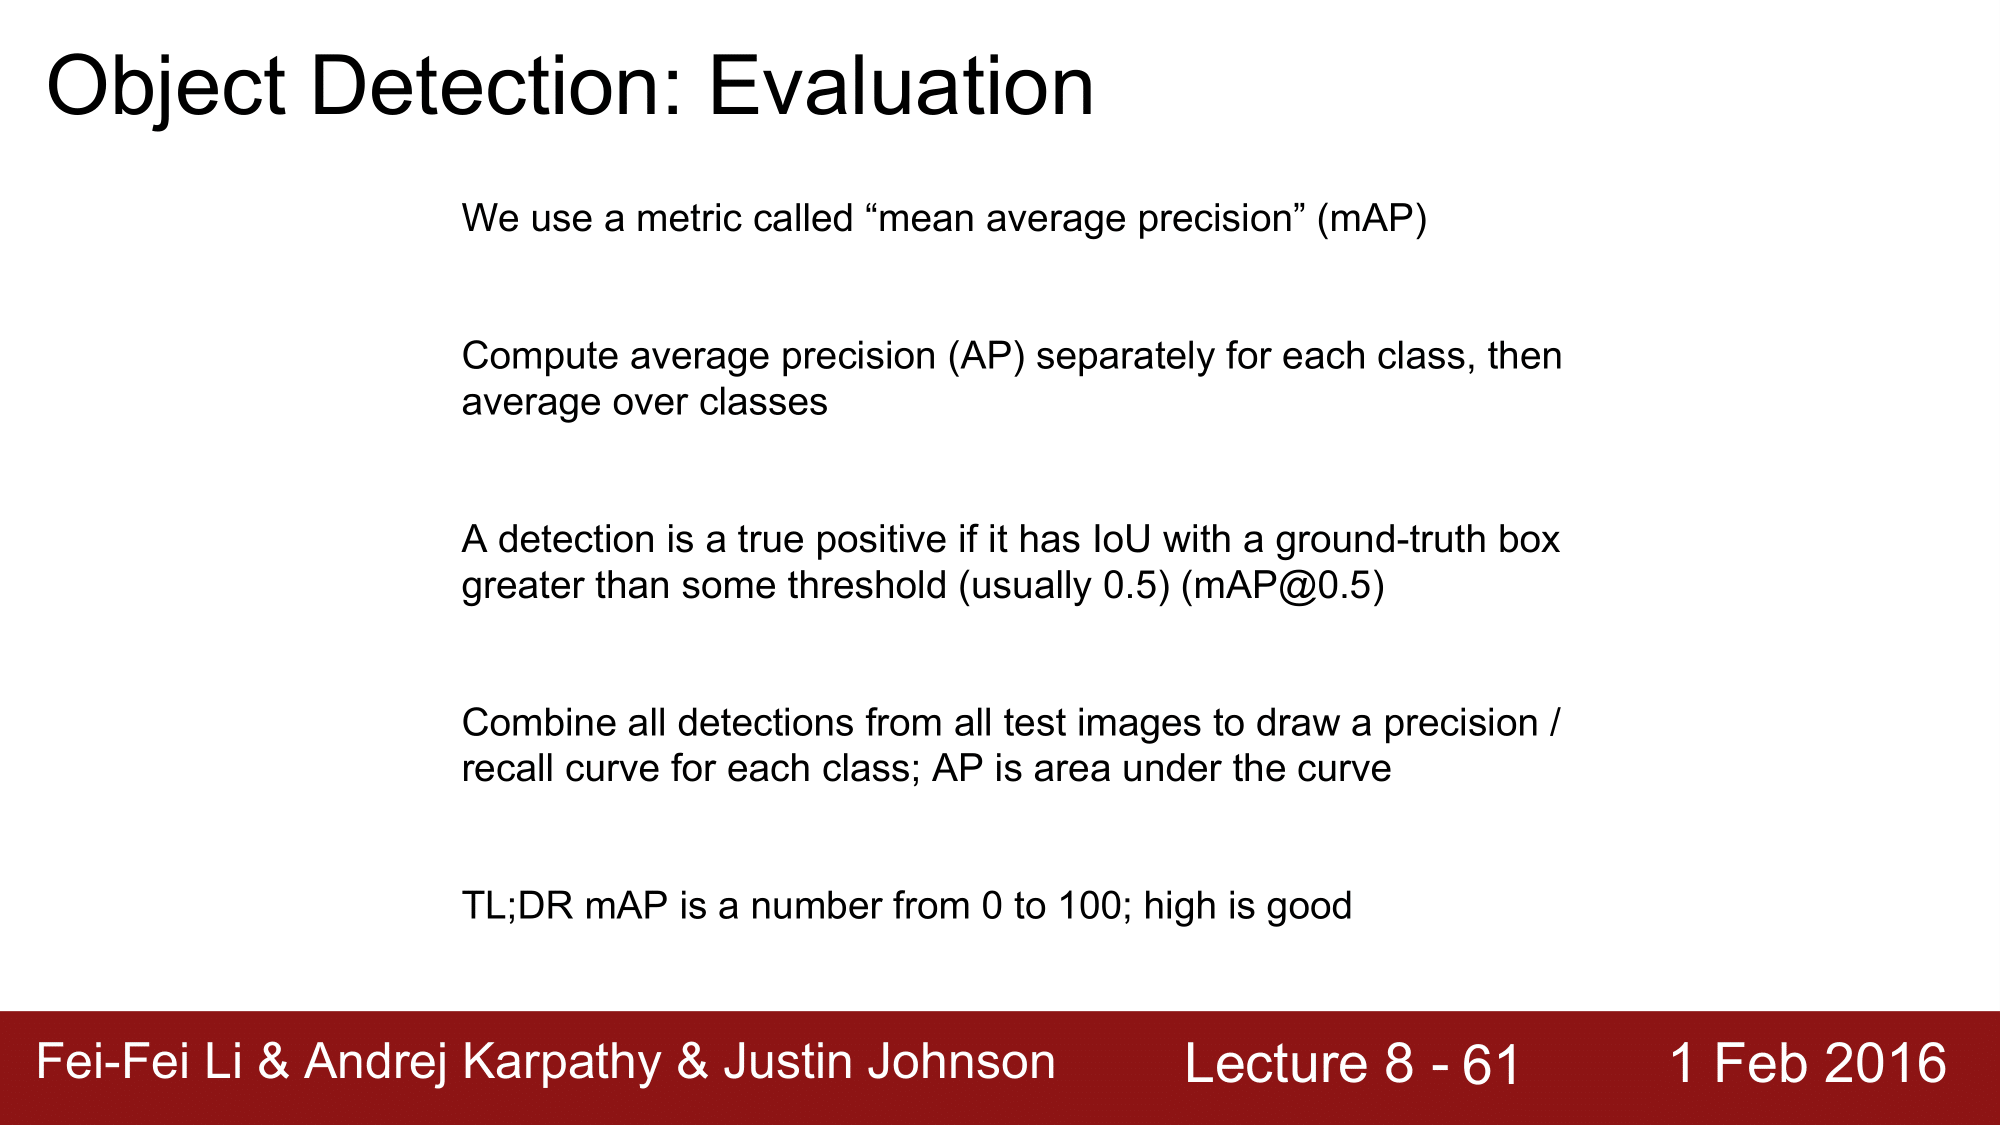 Object Detection: Evaluation
We use a metric called “mean average precision” (mAP)
Compute average precision (AP) separately for each class, then
average over classes
A detection is a true positive if it has IoU with a ground-truth box
greater than some threshold (usually 0.5) (mAP@0.5)
Combine all detections from all test images to draw a precision /
recall curve for each class; AP is area under the curve
TL;DR mAP is a number from 0 to 100; high is good
Fei-Fei Li & Andrej Karpathy & Justin Johnson Lecture 8 - 61 1 Feb 2016